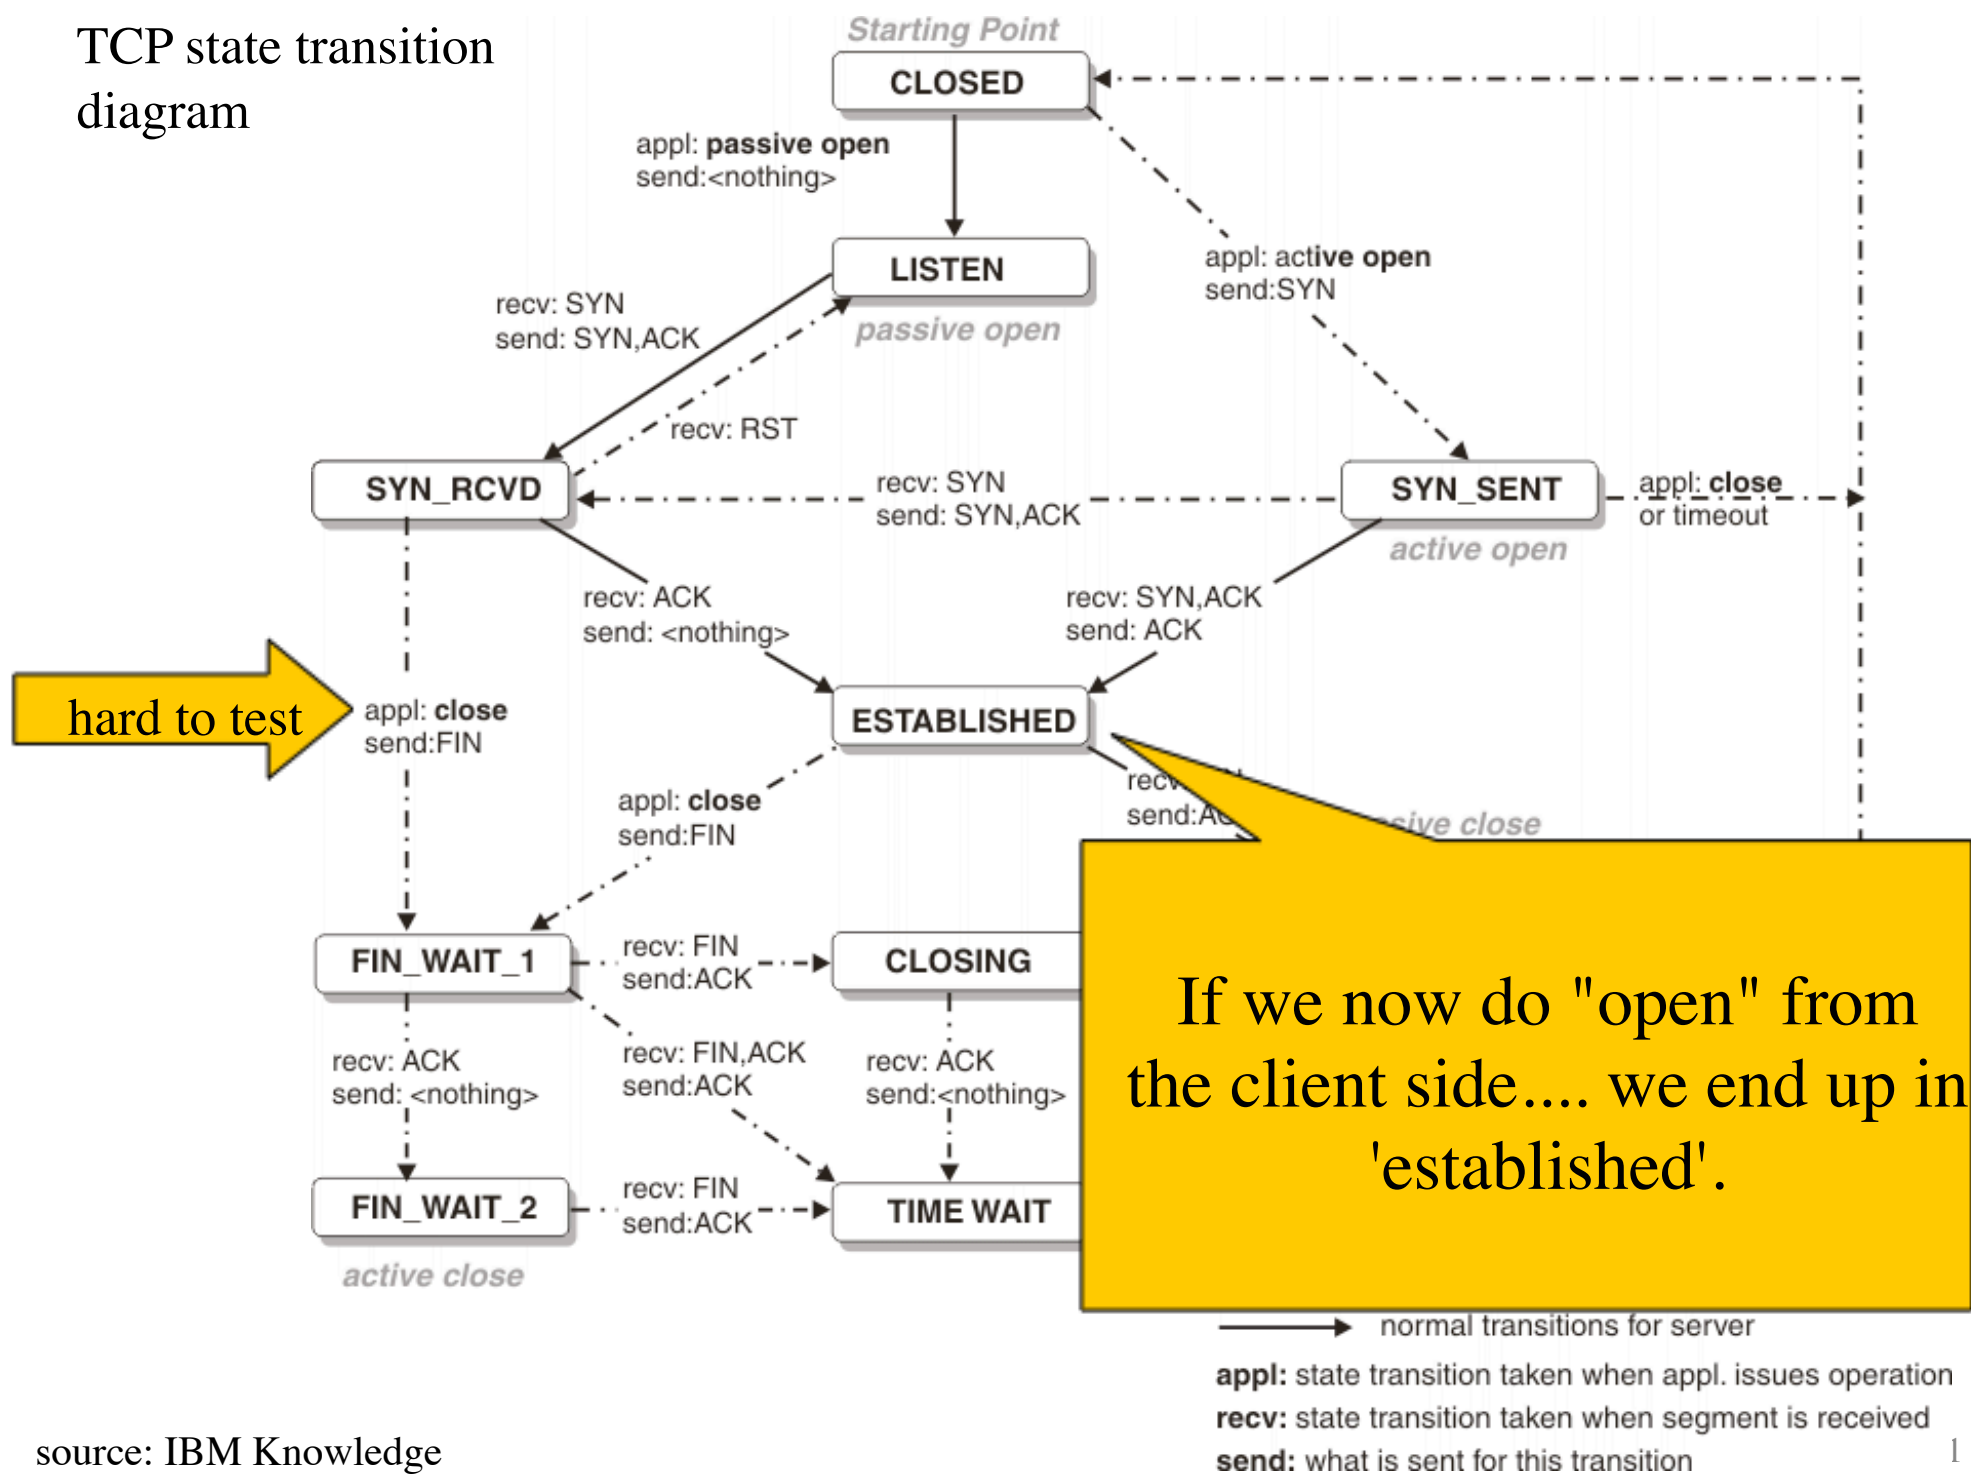 TCP state transition
diagram
Starting Point
CLOSED
appl: passive open
send:<nothing>
LISTEN
passive open
appl: active open
send:SYN
recv: SYN
send: SYN,ACK
recv: RST
SYN_RCVD
recv: SYN
send: SYN,ACK
SYN_SENT
active open
appl: close
or timeout
recv: ACK
send: <nothing>
recv: SYN,ACK
send: ACK
hard to test
appl: close
send:FIN
ESTABLISHED
appl: close
send:FIN
send:
close
FIN_WAIT_1
recv: FIN
send:ACK
CLOSING
recv: ACK
send: <nothing>
recv: FIN,ACK
send:ACK
recv: ACK
send:<nothing>
FIN_WAIT_2
recv: FIN
send:ACK
TIME WAIT
active close
If we now do "open" from
the client side.... we end up in
'established'.
normal transitions for server
appl: state transition taken when appl. issues operation
recv: state transition taken when segment is received
send: what is sent for this transition
source: IBM Knowledge
1